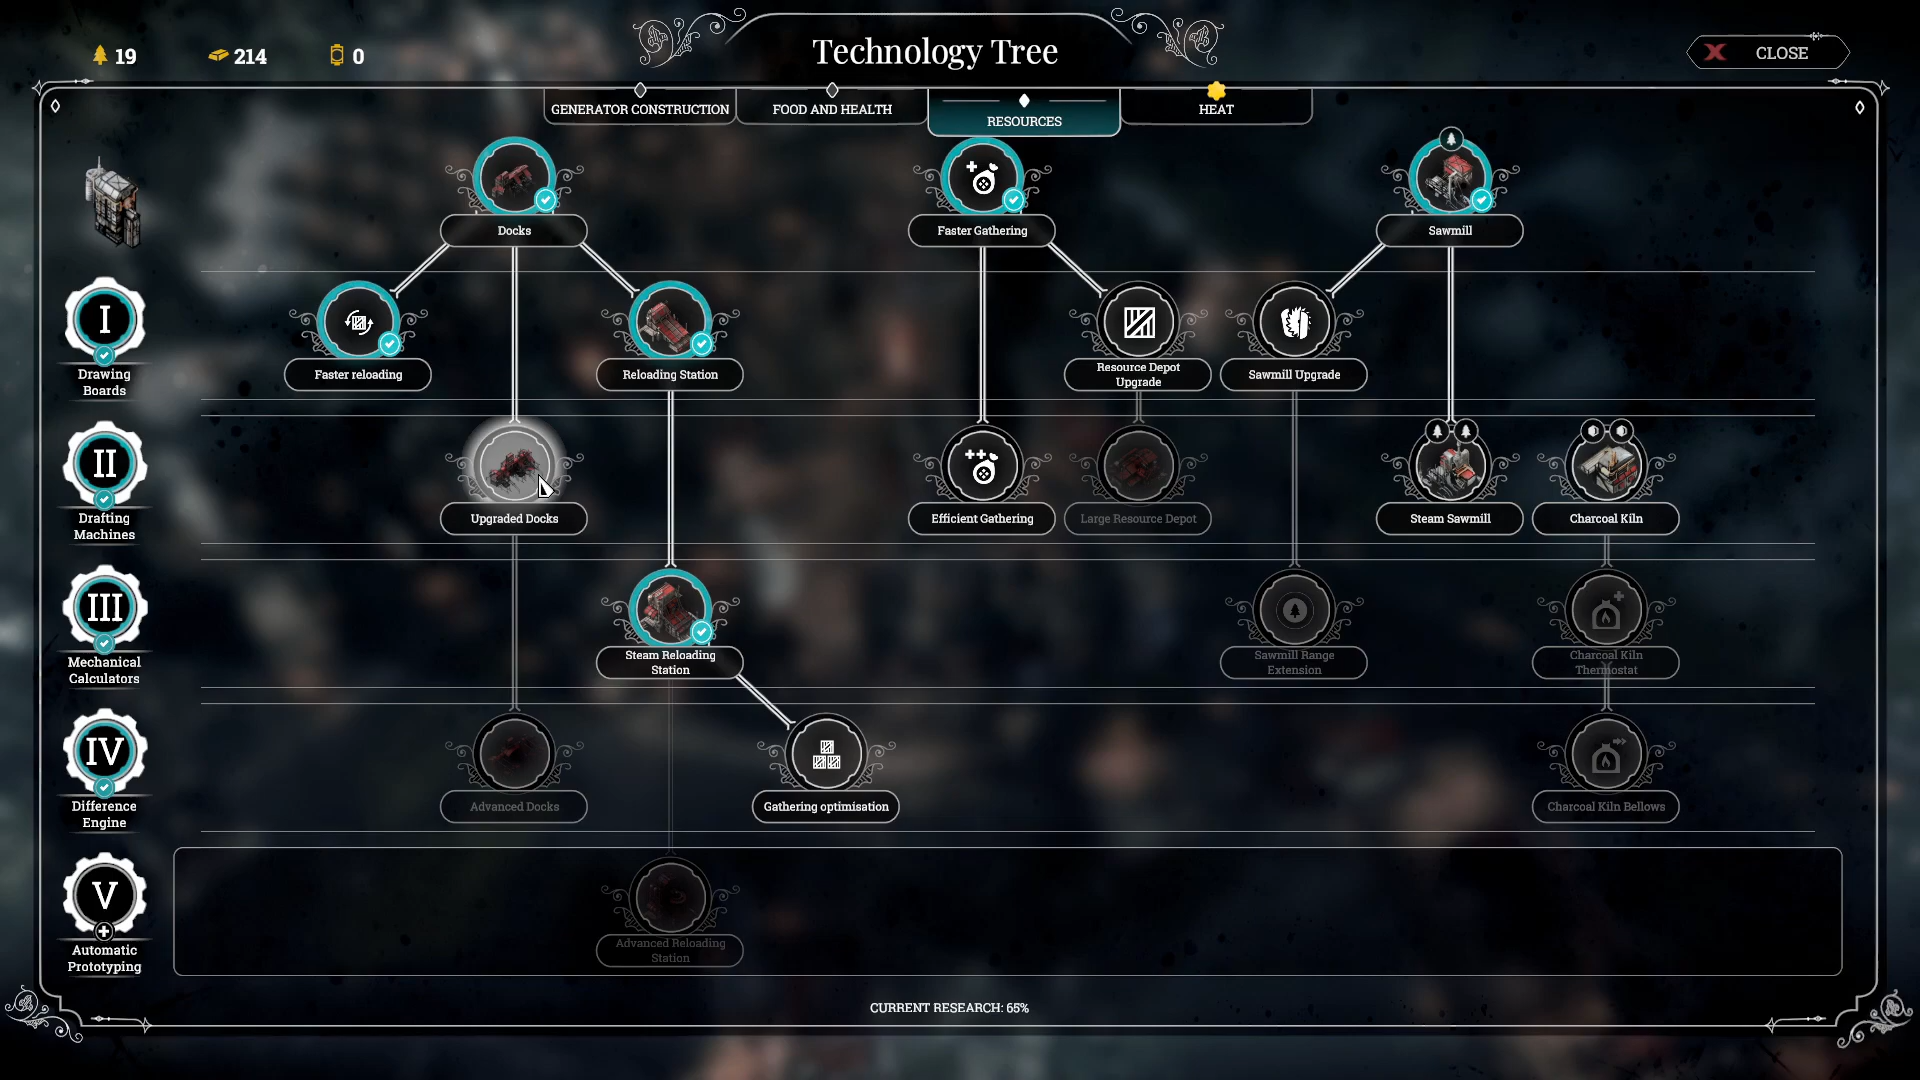 19
214
0
Technology Tree
CLOSE
GENERATOR CONSTRUCTION
FOOD AND HEALTH
RESOURCES
HEAT
Docks
Faster Gathering
Sawmill
I
Drawing
Boards
Faster reloading
Reloading Station
Resource Depot
Upgrade
Sawmill Upgrade
II
Drafting
Machines
Upgraded Docks
Efficient Gathering
Large Resource Depot
Steam Sawmill
Charcoal Kiln
III
Mechanical
Calculators
Steam Reloading
Station
Sawmill Range
Extension
Charcoal Kiln
Thermostat
IV
Difference
Engine
Advanced Docks
Gathering optimisation
Charcoal Kiln Bellows
V
Automatic
Prototyping
Advanced Reloading
Station
CURRENT RESEARCH: 65%